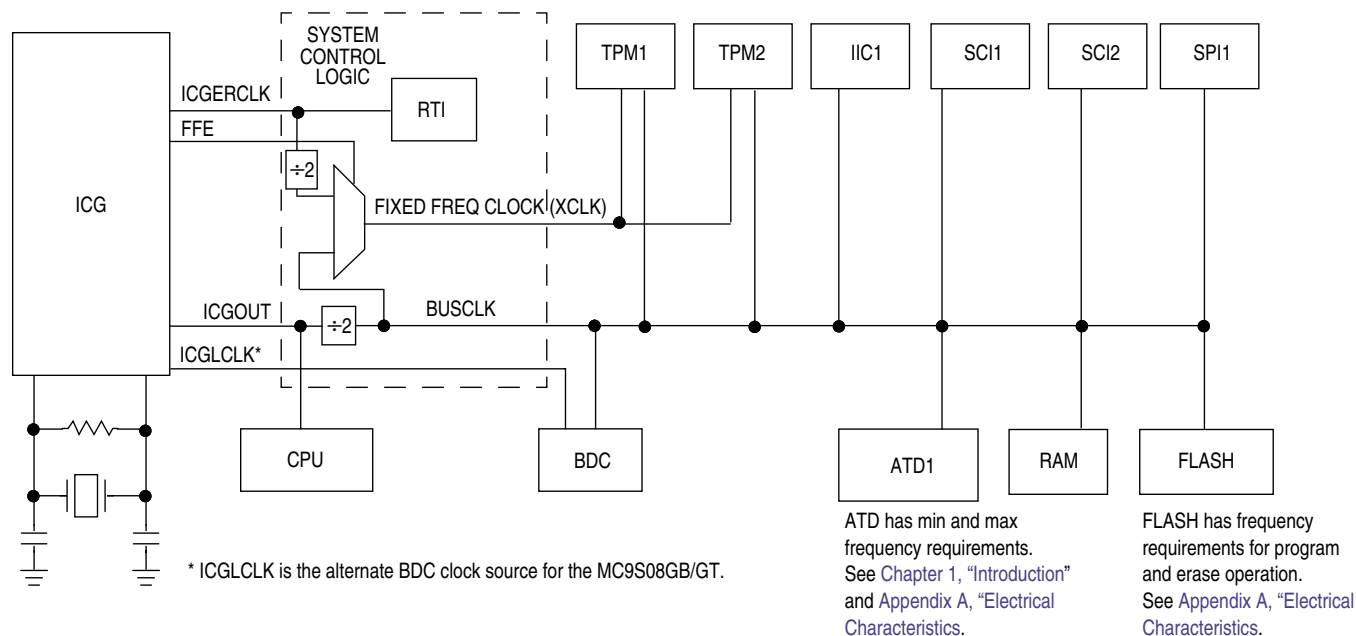 SYSTEM
CONTROL
LOGIC
TPM1
TPM2
IIC1
SCI1
SCI2
SPI1
ICGERCLK
RTI
FFE
÷2
ICG
FIXED FREQ CLOCK (XCLK)
ICGOUT
÷2
BUSCLK
ICGLCLK*
CPU
BDC
ATD1
RAM
FLASH
ATD has min and max
frequency requirements.
See Chapter 1, “Introduction”
and Appendix A, “Electrical
Characteristics.
FLASH has frequency
requirements for program
and erase operation.
See Appendix A, “Electrical
Characteristics.
* ICGLCLK is the alternate BDC clock source for the MC9S08GB/GT.